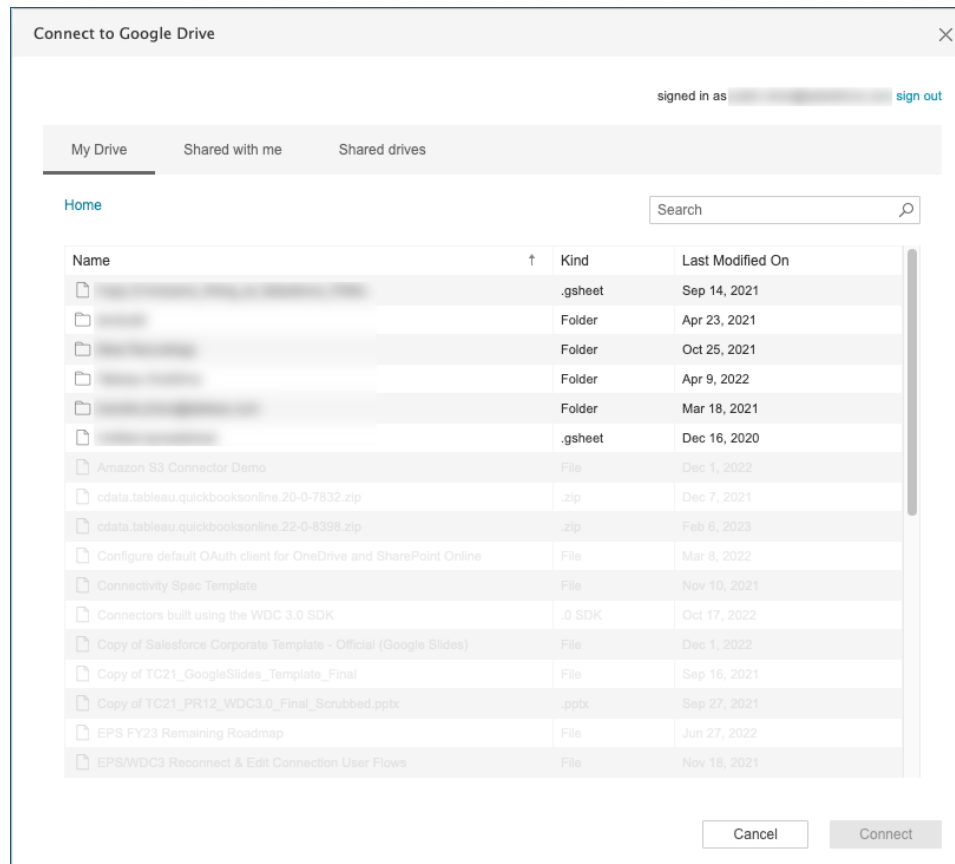 Connect to Google Drive
signed in as sign out
My Drive Shared with me Shared drives
Home
Search
Name ↑ Kind Last Modified On
.gsheet Sep 14, 2021
Folder Apr 23, 2021
Folder Oct 25, 2021
Folder Apr 9, 2022
Folder Mar 18, 2021
.gsheet Dec 16, 2020
Amazon S3 Connector Demo File Dec 1, 2022
cdata.tableau.quickbooksonline.20-0-7832.zip .zip Dec 7, 2021
cdata.tableau.quickbooksonline.22-0-8398.zip .zip Feb 6, 2023
Configure default OAuth client for OneDrive and SharePoint Online File Mar 8, 2022
Connectivity Spec Template File Nov 10, 2021
Connectors built using the WDC 3.0 SDK .0 SDK Oct 17, 2022
Copy of Salesforce Corporate Template - Official (Google Slides) File Dec 1, 2022
Copy of TC21_GoogleSlides_Template_Final File Sep 16, 2021
Copy of TC21_PR12_WDC3.0_Final_Scrubbed.pptx .pptx Sep 27, 2021
EPS FY23 Remaining Roadmap File Jun 27, 2022
EPS/WDC3 Reconnect & Edit Connection User Flows File Nov 18, 2021
Cancel Connect